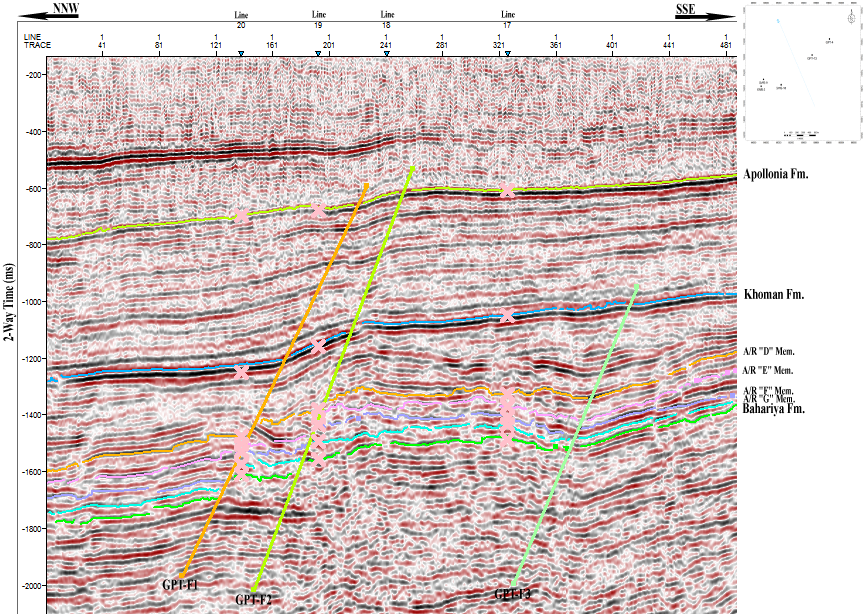 NNW
SSE
Line Line Line Line
20 19 18 17
LINE 1 1 1 1 1 1 1 1 1 1 1 1
TRACE 41 81 121 161 201 241 281 321 361 401 441 481
-200
-400
-600
-800
-1000
-1200
-1400
-1600
-1800
-2000
2-Way Time (ms)
Apollonia Fm.
Khoman Fm.
A/R "D" Mem.
A/R "E" Mem.
A/R "F" Mem.
A/R "G" Mem.
Bahariya Fm.
GPT-F1
GPT-F2
GPT-F3